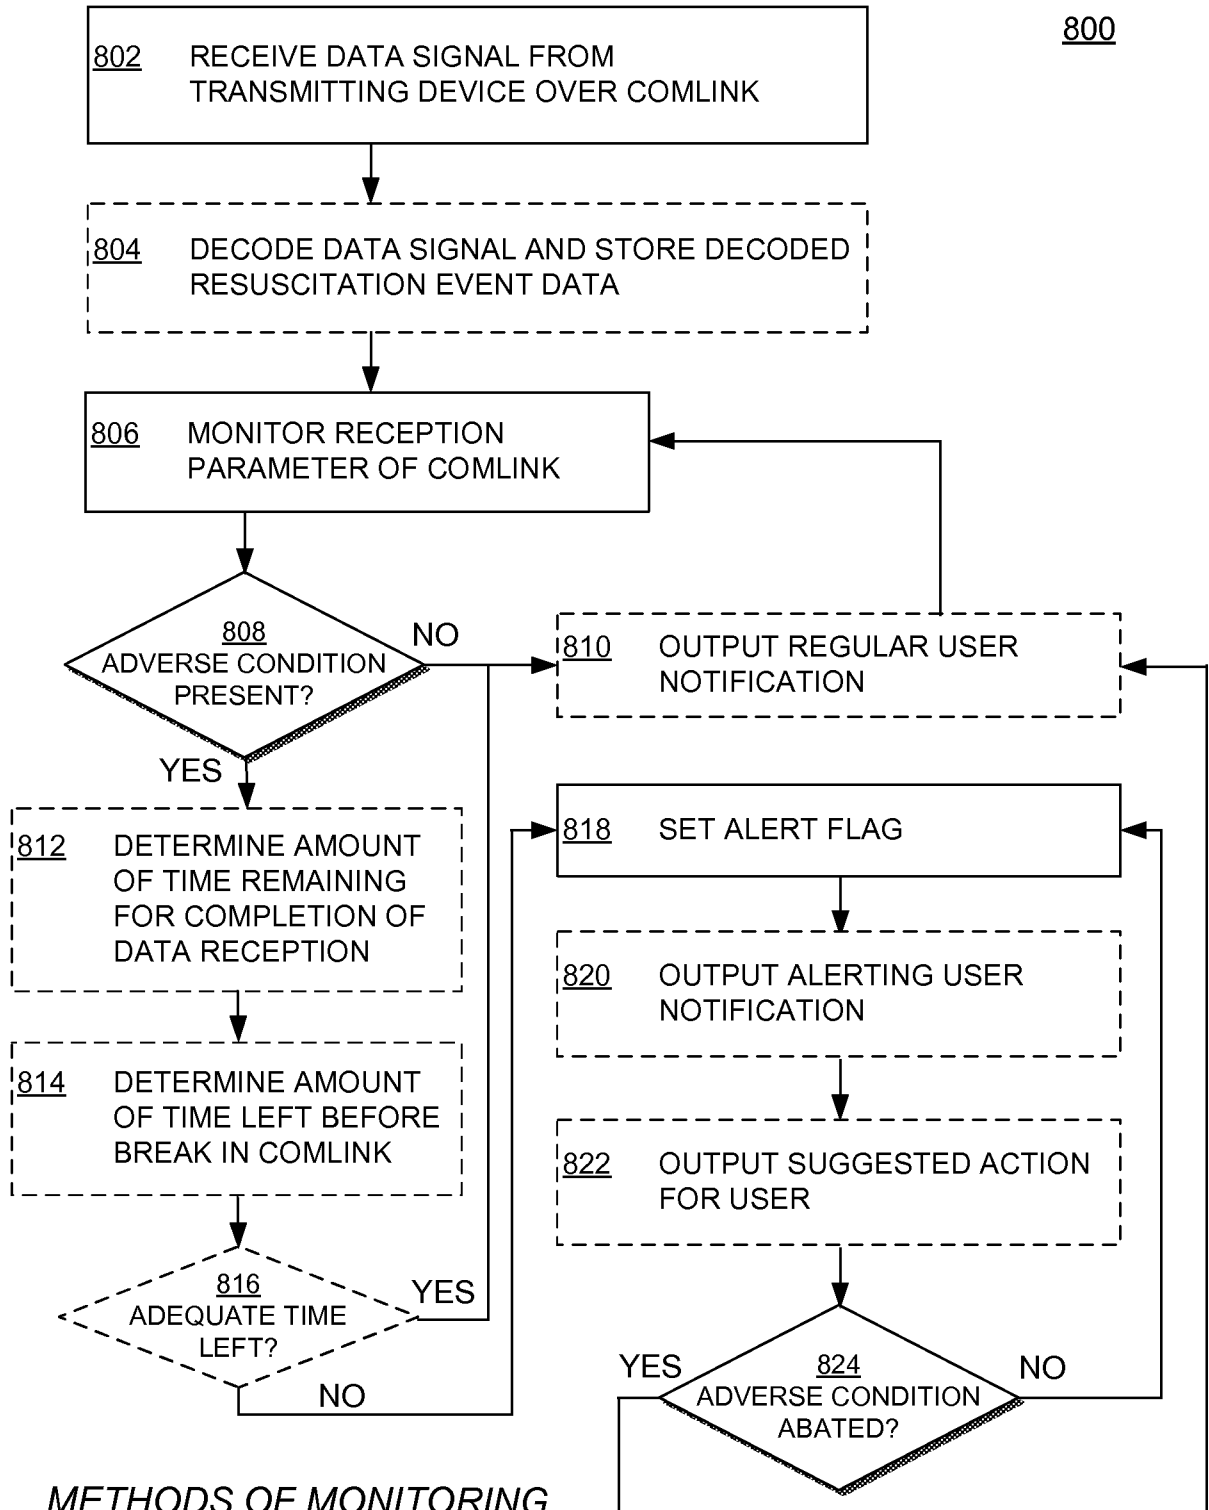 800
802 RECEIVE DATA SIGNAL FROM
TRANSMITTING DEVICE OVER COMLINK
804 DECODE DATA SIGNAL AND STORE DECODED
RESUSCITATION EVENT DATA
806 MONITOR RECEPTION
PARAMETER OF COMLINK
808
ADVERSE CONDITION
PRESENT?
NO
YES
810 OUTPUT REGULAR USER
NOTIFICATION
812 DETERMINE AMOUNT
OF TIME REMAINING
FOR COMPLETION OF
DATA RECEPTION
814 DETERMINE AMOUNT
OF TIME LEFT BEFORE
BREAK IN COMLINK
816
ADEQUATE TIME
LEFT?
YES
NO
818 SET ALERT FLAG
820 OUTPUT ALERTING USER
NOTIFICATION
822 OUTPUT SUGGESTED ACTION
FOR USER
824
ADVERSE CONDITION
ABATED?
YES
NO
METHODS OF MONITORING